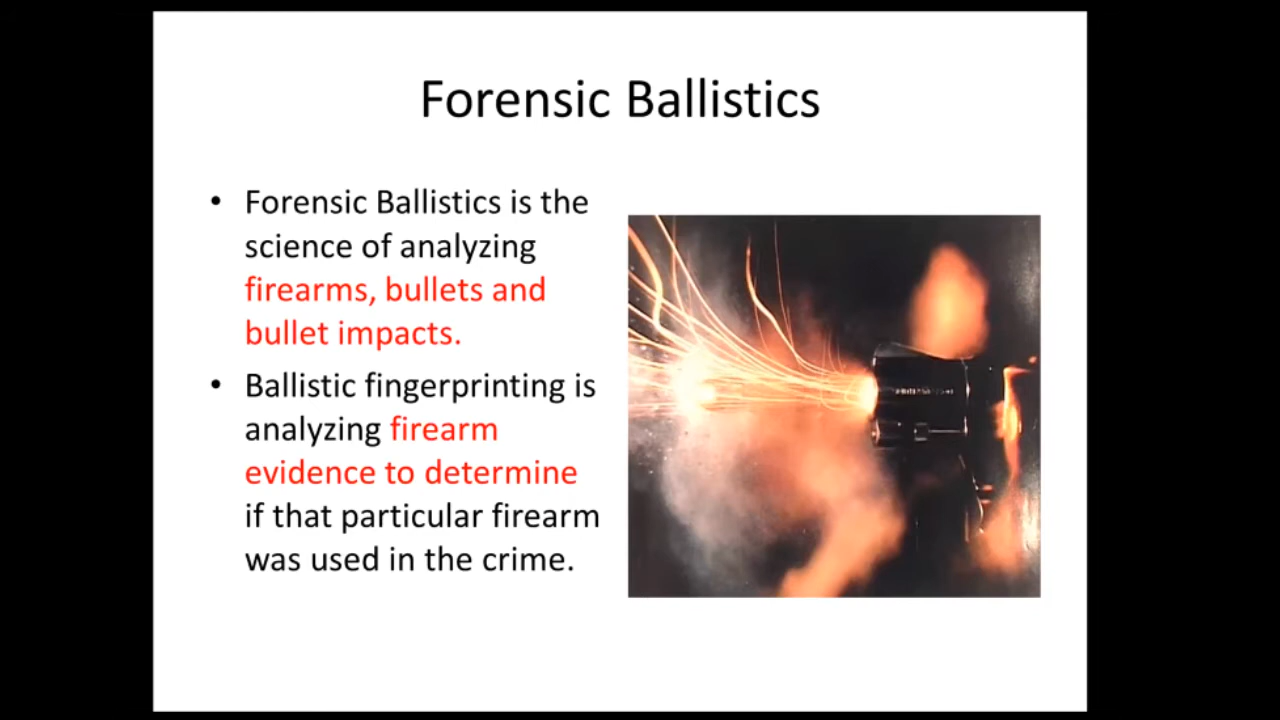 Forensic Ballistics
• Forensic Ballistics is the
science of analyzing
firearms, bullets and
bullet impacts.
• Ballistic fingerprinting is
analyzing firearm
evidence to determine
if that particular firearm
was used in the crime.